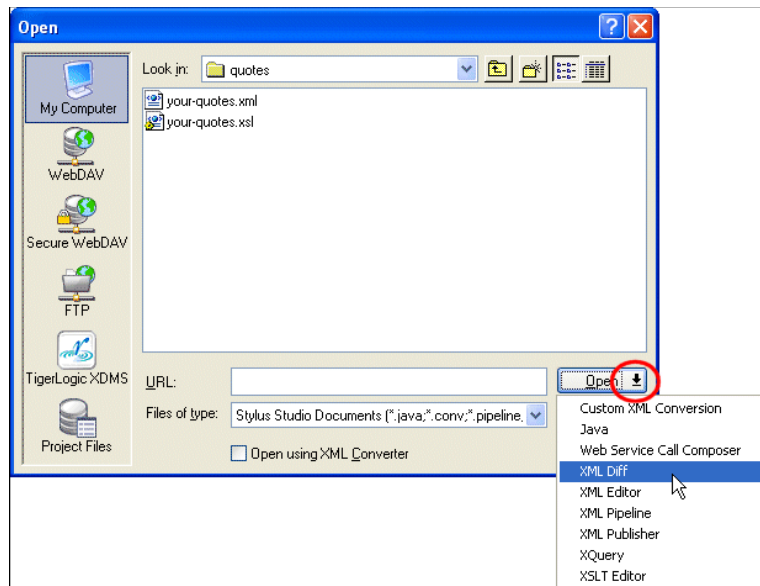 Open
Look in: quotes
My Computer
WebDAV
Secure WebDAV
FTP
TigerLogic XDMS
Project Files
your-quotes.xml
your-quotes.xsl
URL:
Open
Files of type: Stylus Studio Documents (*.java;*.conv;*.pipeline,
Open using XML Converter
Custom XML Conversion
Java
Web Service Call Composer
XML Diff
XML Editor
XML Pipeline
XML Publisher
XQuery
XSLT Editor